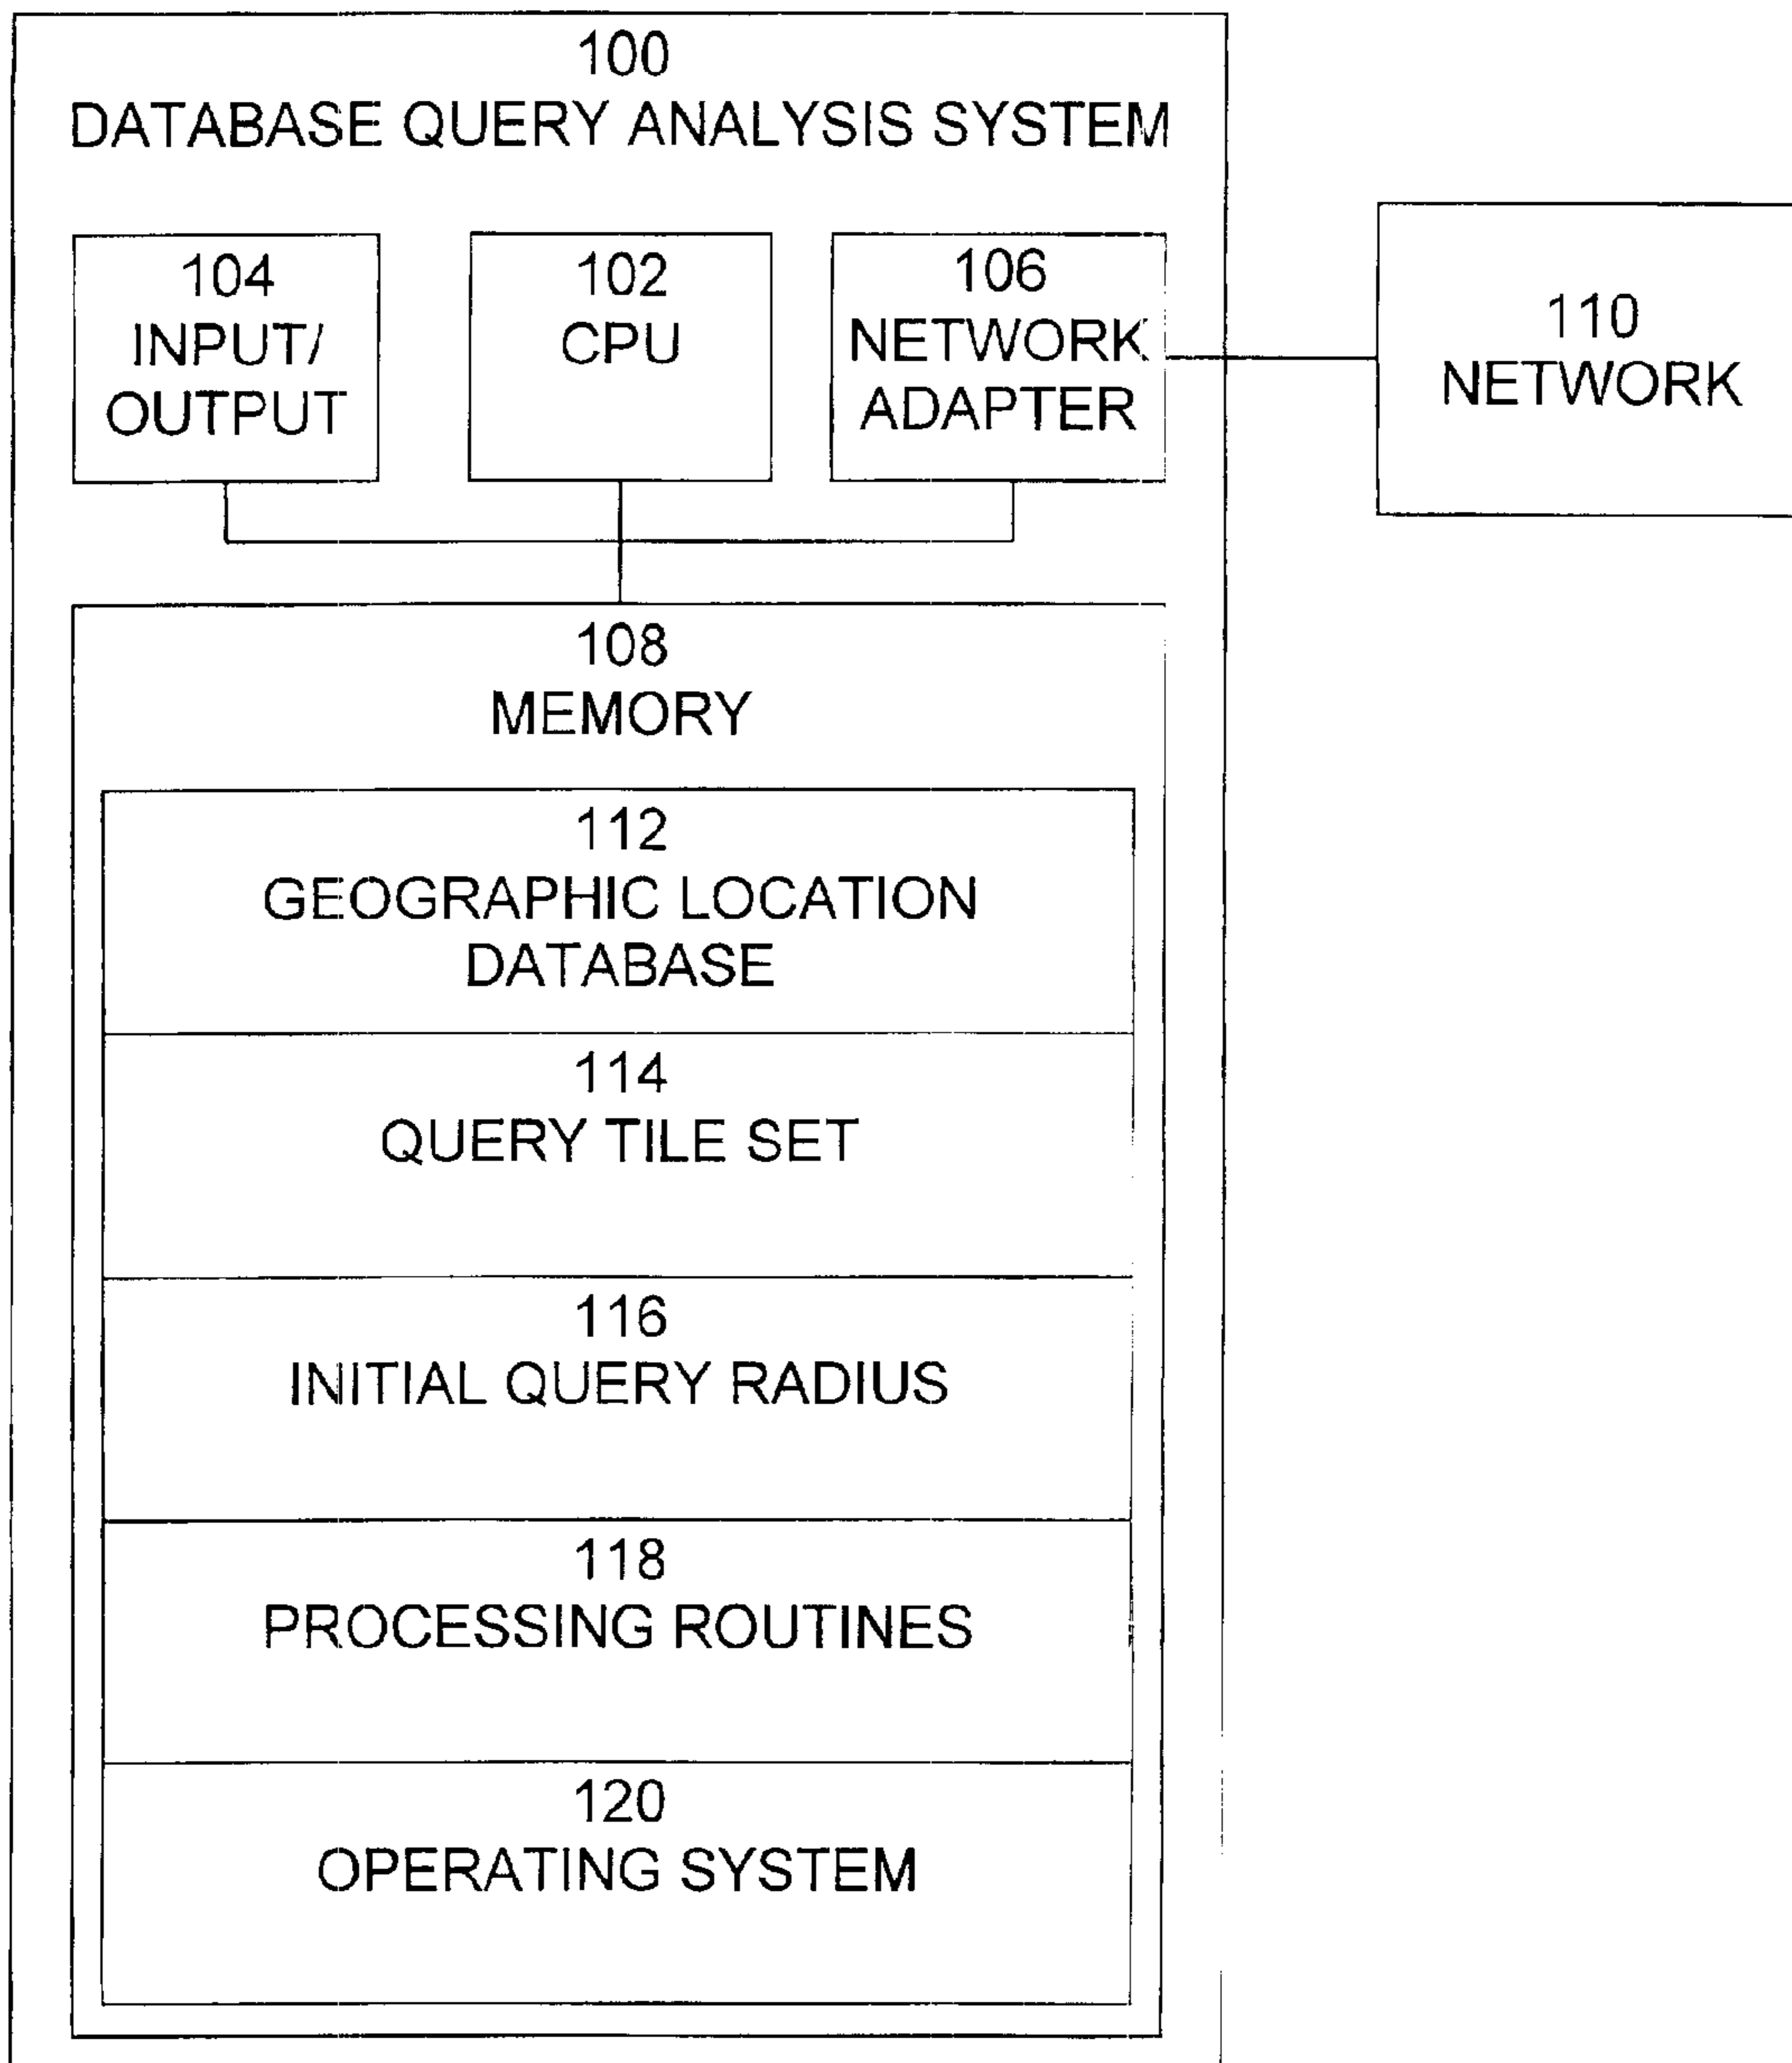 100
DATABASE QUERY ANALYSIS SYSTEM
104
INPUT/
OUTPUT
102
CPU
106
NETWORK
ADAPTER
110
NETWORK
108
MEMORY
112
GEOGRAPHIC LOCATION
DATABASE
114
QUERY TILE SET
116
INITIAL QUERY RADIUS
118
PROCESSING ROUTINES
120
OPERATING SYSTEM